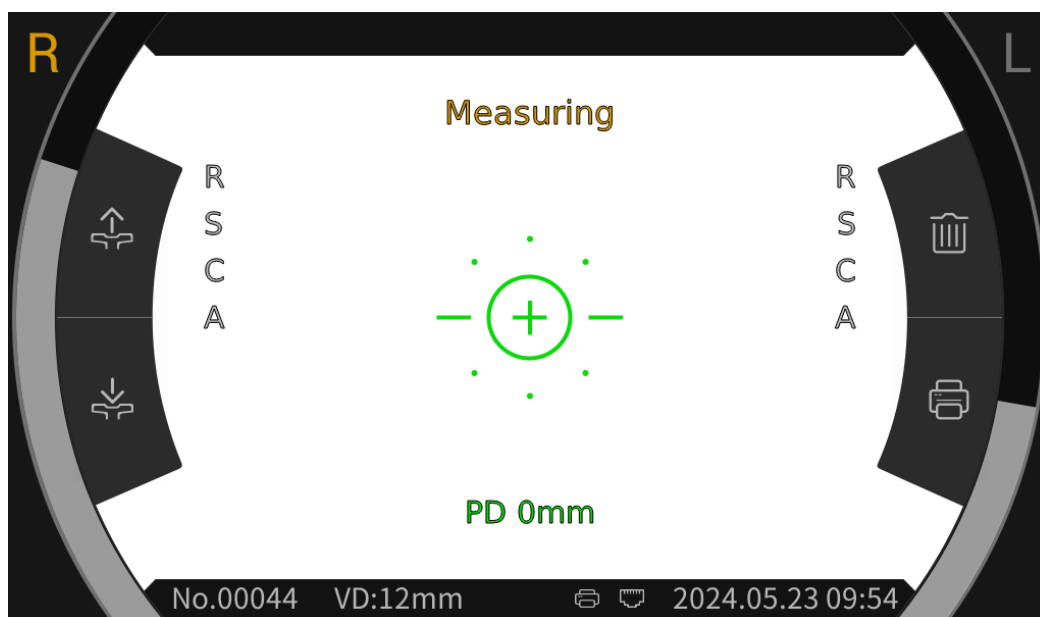 R L
Measuring
R R
S S
C C
A A
PD 0mm
No.00044 VD:12mm 2024.05.23 09:54